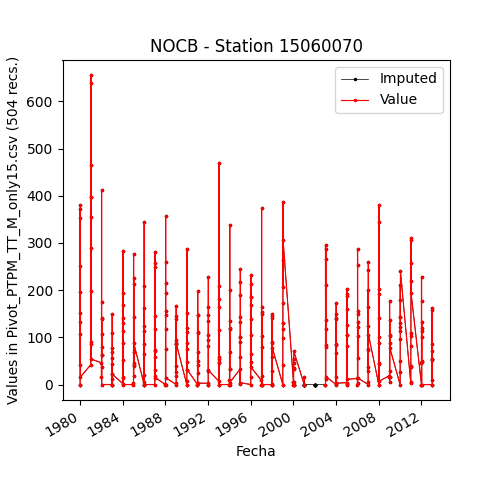 NOCB - Station 15060070
Imputed
Value
Values in Pivot_PTPM_TT_M_only15.csv (504 recs.)
600
500
400
300
200
100
0
1980 1984 1988 1992 1996 2000 2004 2008 2012
Fecha